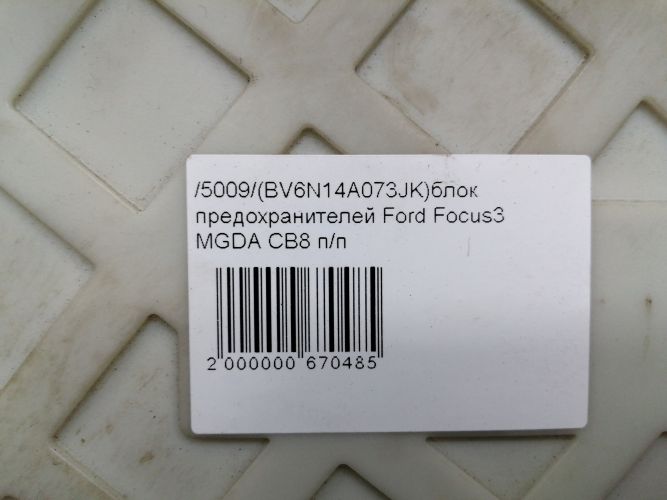 /5009/(BV6N14A073JK)блок
предохранителей Ford Focus3
MGDA CB8 п/п
2 000000 670485